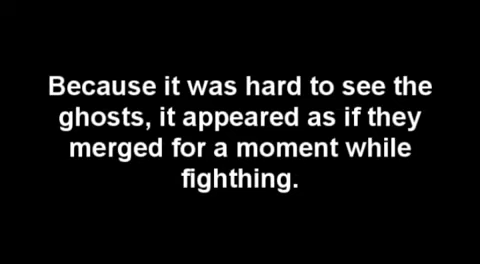 Because it was hard to see the
ghosts, it appeared as if they
merged for a moment while
fighthing.